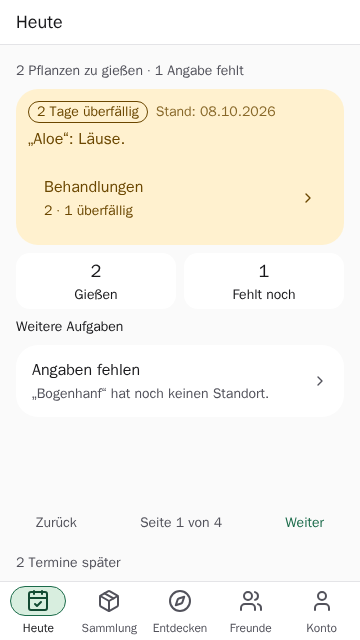 Heute
2 Pflanzen zu gießen · 1 Angabe fehlt
2 Tage überfällig Stand: 08.10.2026
„Aloe“: Läuse.
Behandlungen
2 · 1 überfällig
2 1
Gießen Fehlt noch
Weitere Aufgaben
Angaben fehlen
„Bogenhanf“ hat noch keinen Standort.
Zurück Seite 1 von 4 Weiter
2 Termine später
Heute Sammlung Entdecken Freunde Konto